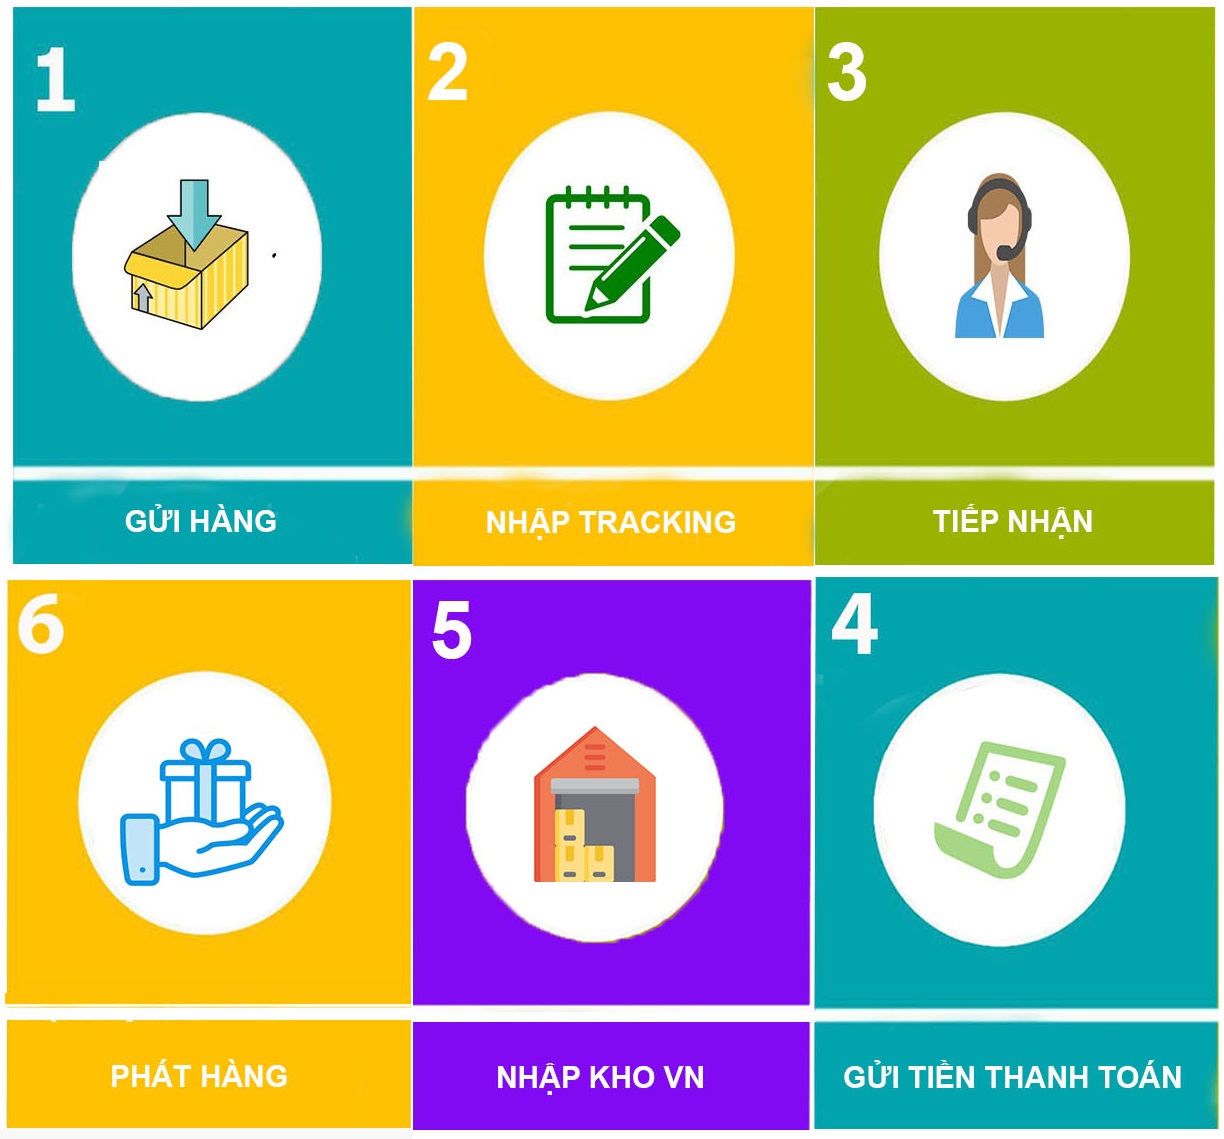 1
GỬI HÀNG
2
NHẬP TRACKING
3
TIẾP NHẬN
4
GỬI TIỀN THANH TOÁN
5
NHẬP KHO VN
6
PHÁT HÀNG